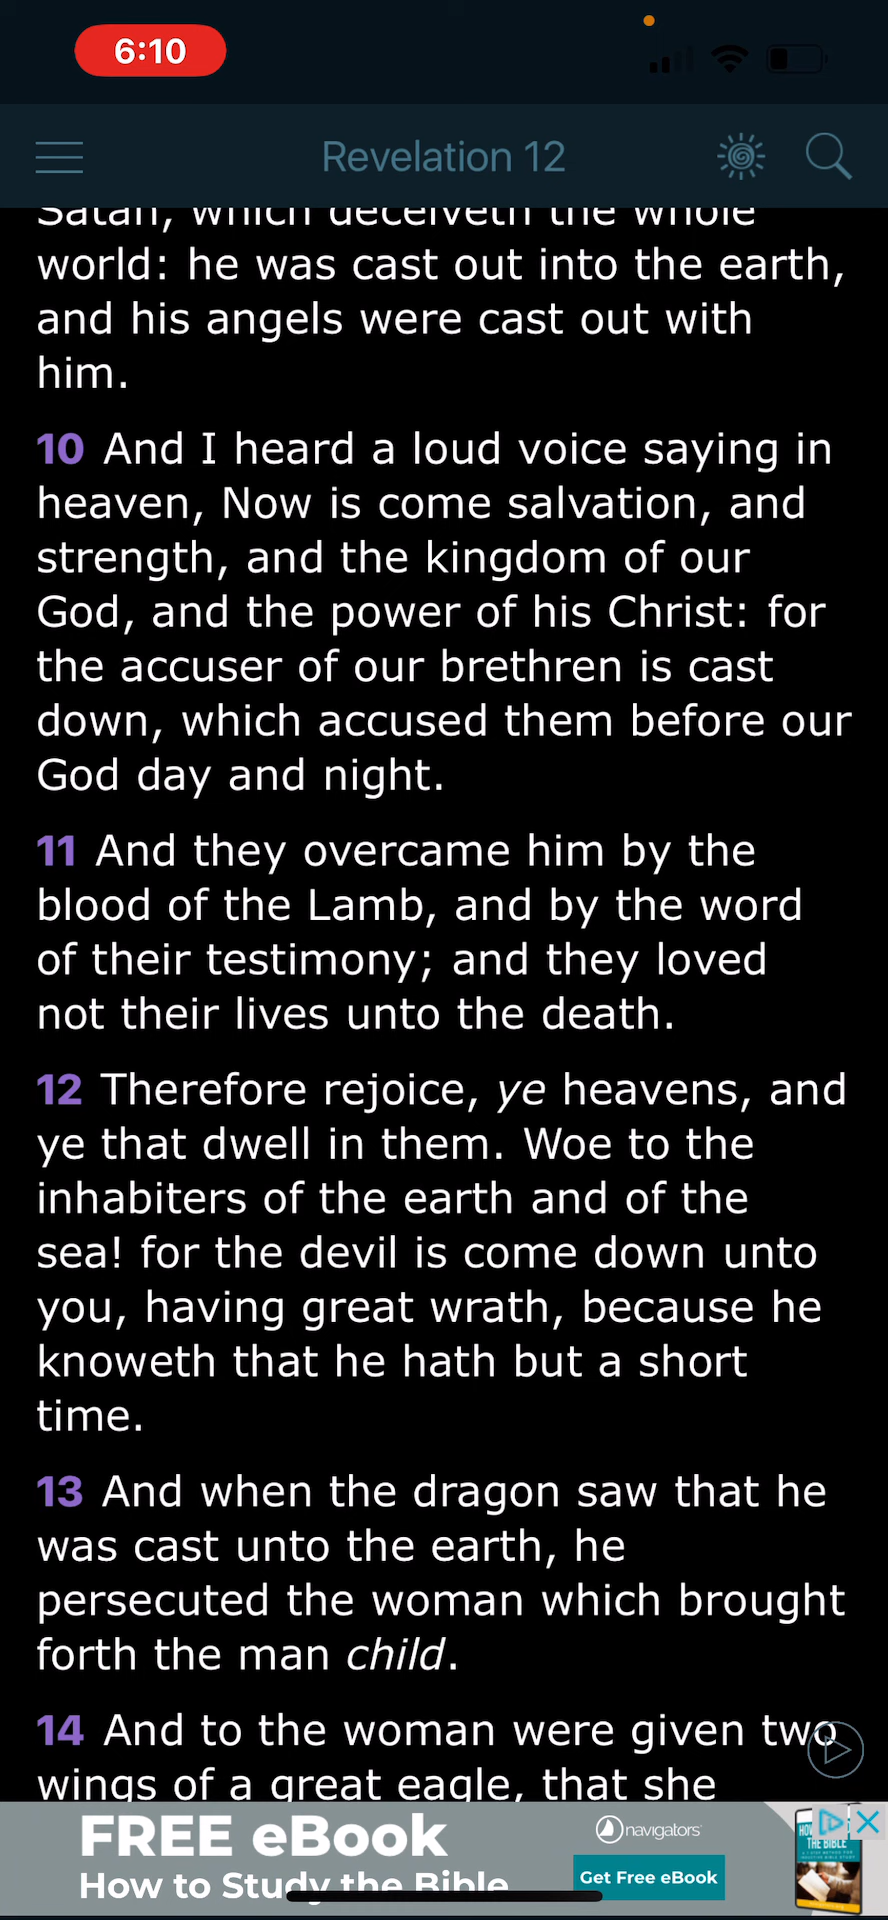 6:10
Revelation 12
Satan, which deceiveth the whole
world: he was cast out into the earth,
and his angels were cast out with
him.
10 And I heard a loud voice saying in
heaven, Now is come salvation, and
strength, and the kingdom of our
God, and the power of his Christ: for
the accuser of our brethren is cast
down, which accused them before our
God day and night.
11 And they overcame him by the
blood of the Lamb, and by the word
of their testimony; and they loved
not their lives unto the death.
12 Therefore rejoice, ye heavens, and
ye that dwell in them. Woe to the
inhabiters of the earth and of the
sea! for the devil is come down unto
you, having great wrath, because he
knoweth that he hath but a short
time.
13 And when the dragon saw that he
was cast unto the earth, he
persecuted the woman which brought
forth the man child.
14 And to the woman were given two
wings of a great eagle, that she
FREE eBook
How to Study the Bible
navigators
Get Free eBook
THE BIBLE